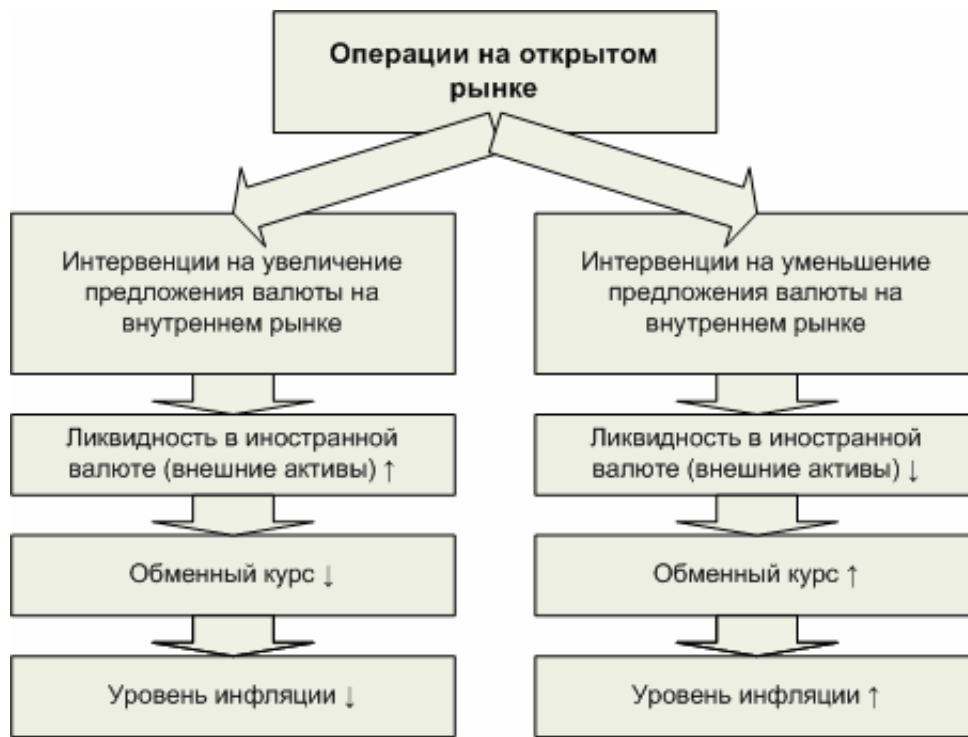 Операции на открытом
рынке
Интервенции на увеличение
предложения валюты на
внутреннем рынке
Интервенции на уменьшение
предложения валюты на
внутреннем рынке
Ликвидность в иностранной
валюте (внешние активы) ↑
Ликвидность в иностранной
валюте (внешние активы) ↓
Обменный курс ↓
Обменный курс ↑
Уровень инфляции ↓
Уровень инфляции ↑